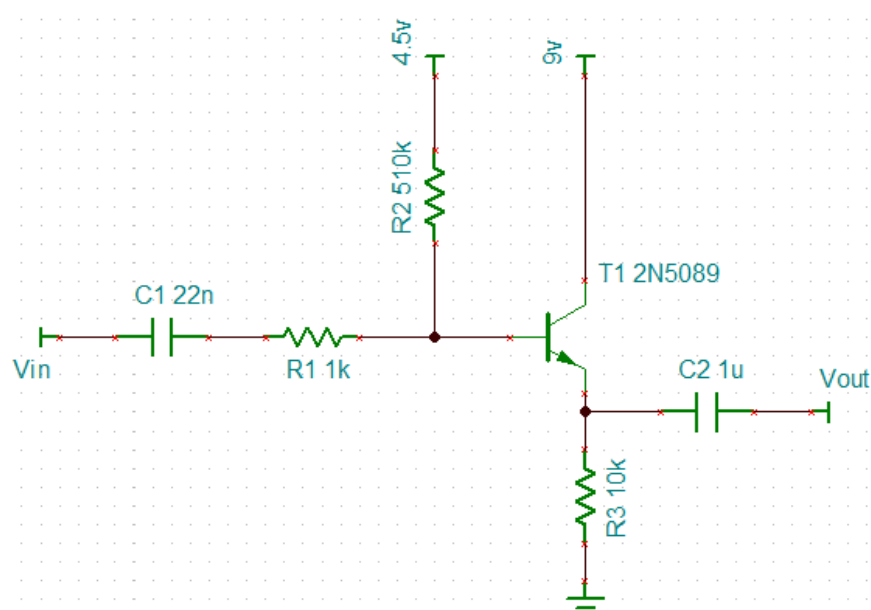 4.5v
9v
R2 510k
T1 2N5089
C1 22n
R1 1k
Vin
C2 1u
Vout
R3 10k